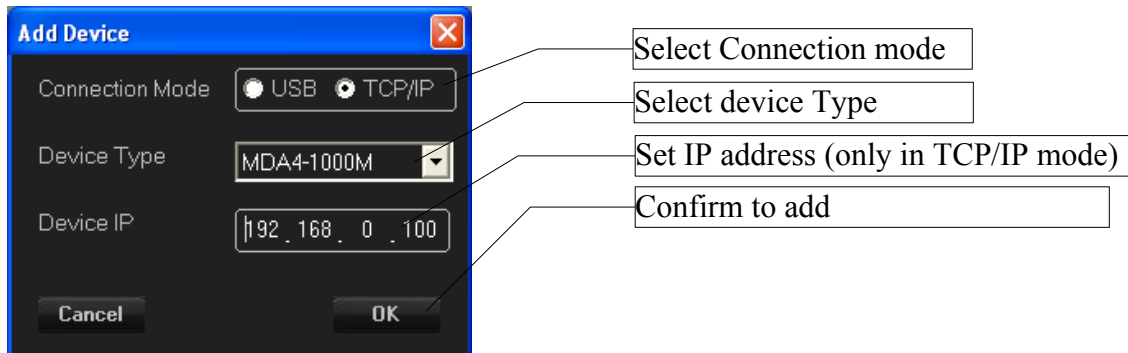 Add Device
Select Connection mode
Connection Mode USB TCP/IP
Select device Type
Device Type MDA4-1000M
Set IP address (only in TCP/IP mode)
Confirm to add
Device IP 192 . 168 . 0 . 100
Cancel OK